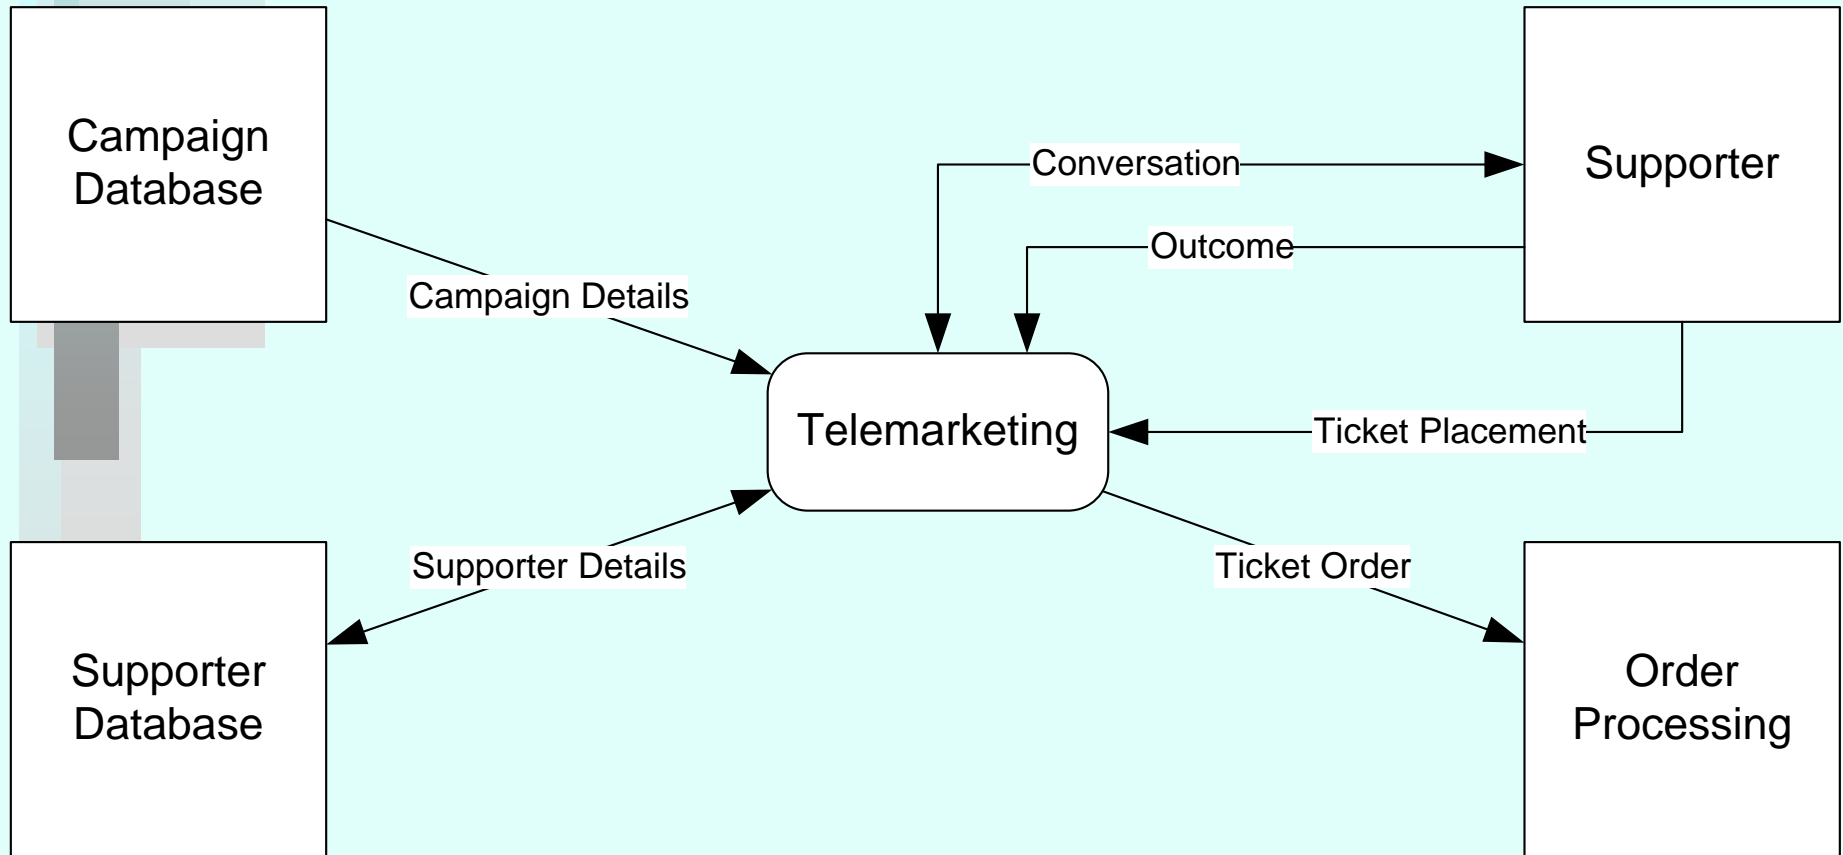 Campaign
Database
Conversation
Supporter
Outcome
Campaign Details
Telemarketing
Ticket Placement
Supporter Details
Ticket Order
Supporter
Database
Order
Processing